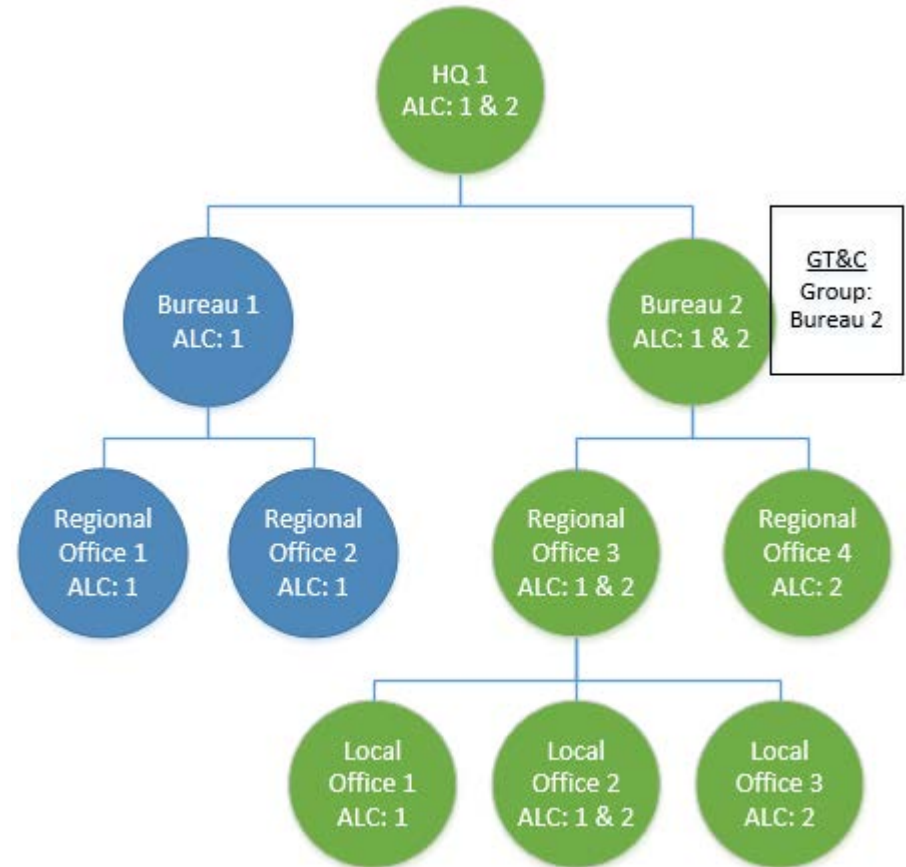 HQ 1
ALC: 1 & 2
Bureau 1
ALC: 1
Bureau 2
ALC: 1 & 2
GT&C
Group:
Bureau 2
Regional
Office 1
ALC: 1
Regional
Office 2
ALC: 1
Regional
Office 3
ALC: 1 & 2
Regional
Office 4
ALC: 2
Local
Office 1
ALC: 1
Local
Office 2
ALC: 1 & 2
Local
Office 3
ALC: 2